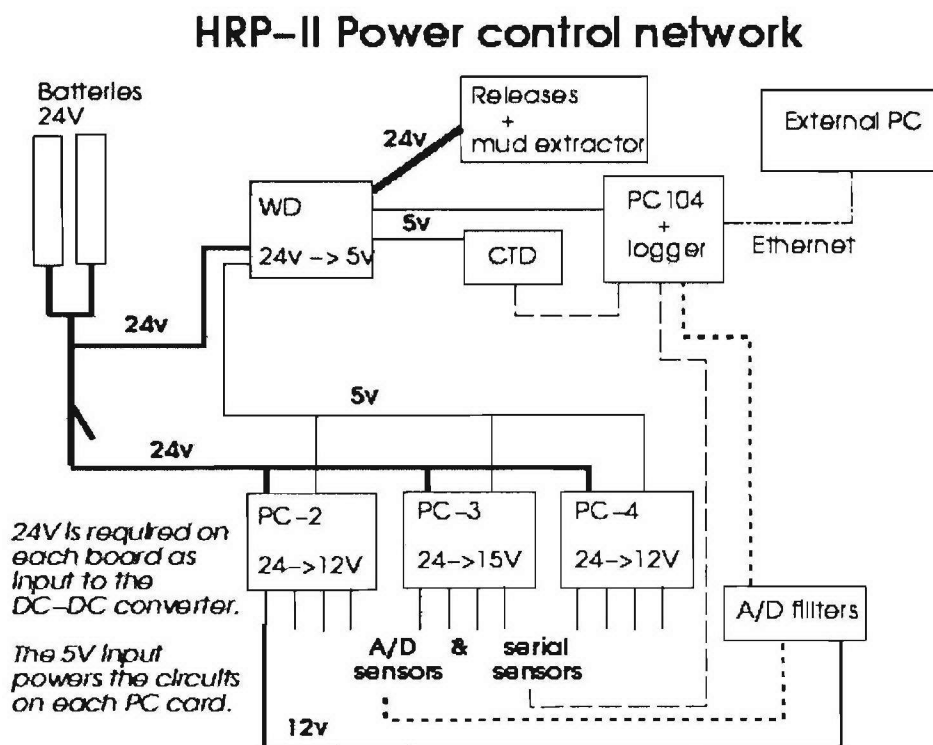 HRP-II Power control network
Batteries
24V
Releases
+
mud extractor
External PC
24v
WD
24v -> 5v
PC104
+
logger
5v
CTD
Ethernet
24v
5v
24v
PC-2
24->12V
PC-3
24->15V
PC-4
24->12V
24V is required on
each board as
input to the
DC-DC converter.
The 5V input
powers the circuits
on each PC card.
A/D & serial
sensors sensors
A/D filters
12v